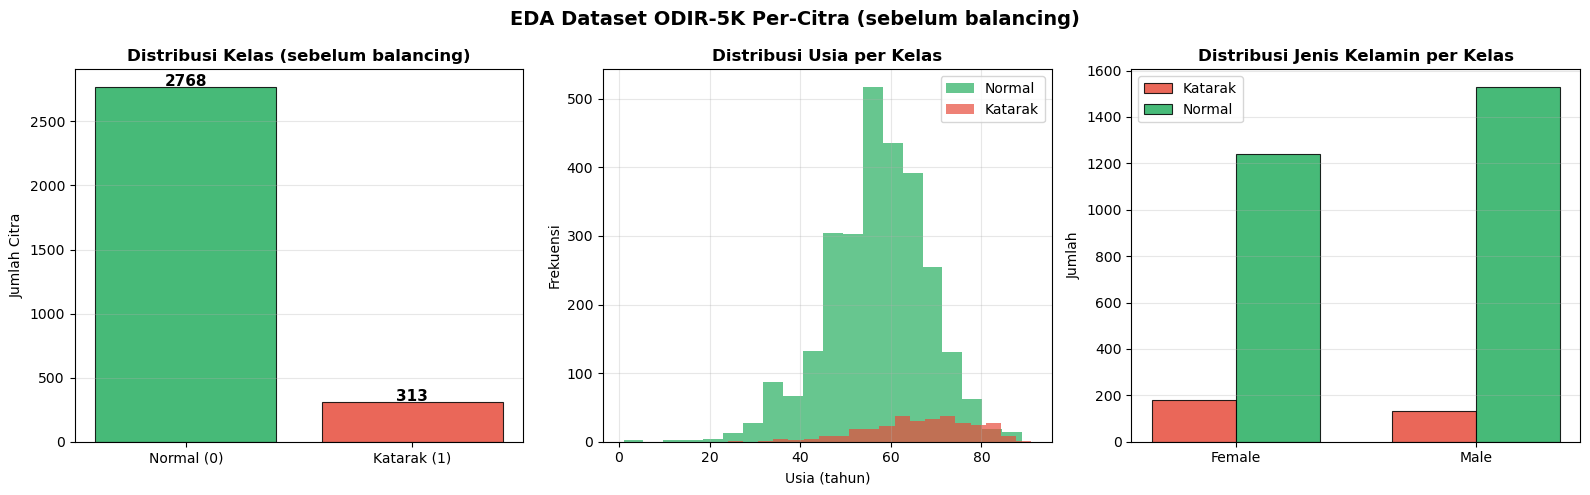 EDA Dataset ODIR-5K Per-Citra (sebelum balancing)
Distribusi Kelas (sebelum balancing)
Jumlah Citra
2500
2000
1500
1000
500
0
2768
313
Normal (0)
Katarak (1)
Distribusi Usia per Kelas
Frekuensi
500
400
300
200
100
0
Normal
Katarak
0
20
40
60
80
Usia (tahun)
Distribusi Jenis Kelamin per Kelas
Jumlah
1600
1400
1200
1000
800
600
400
200
0
Katarak
Normal
Female
Male